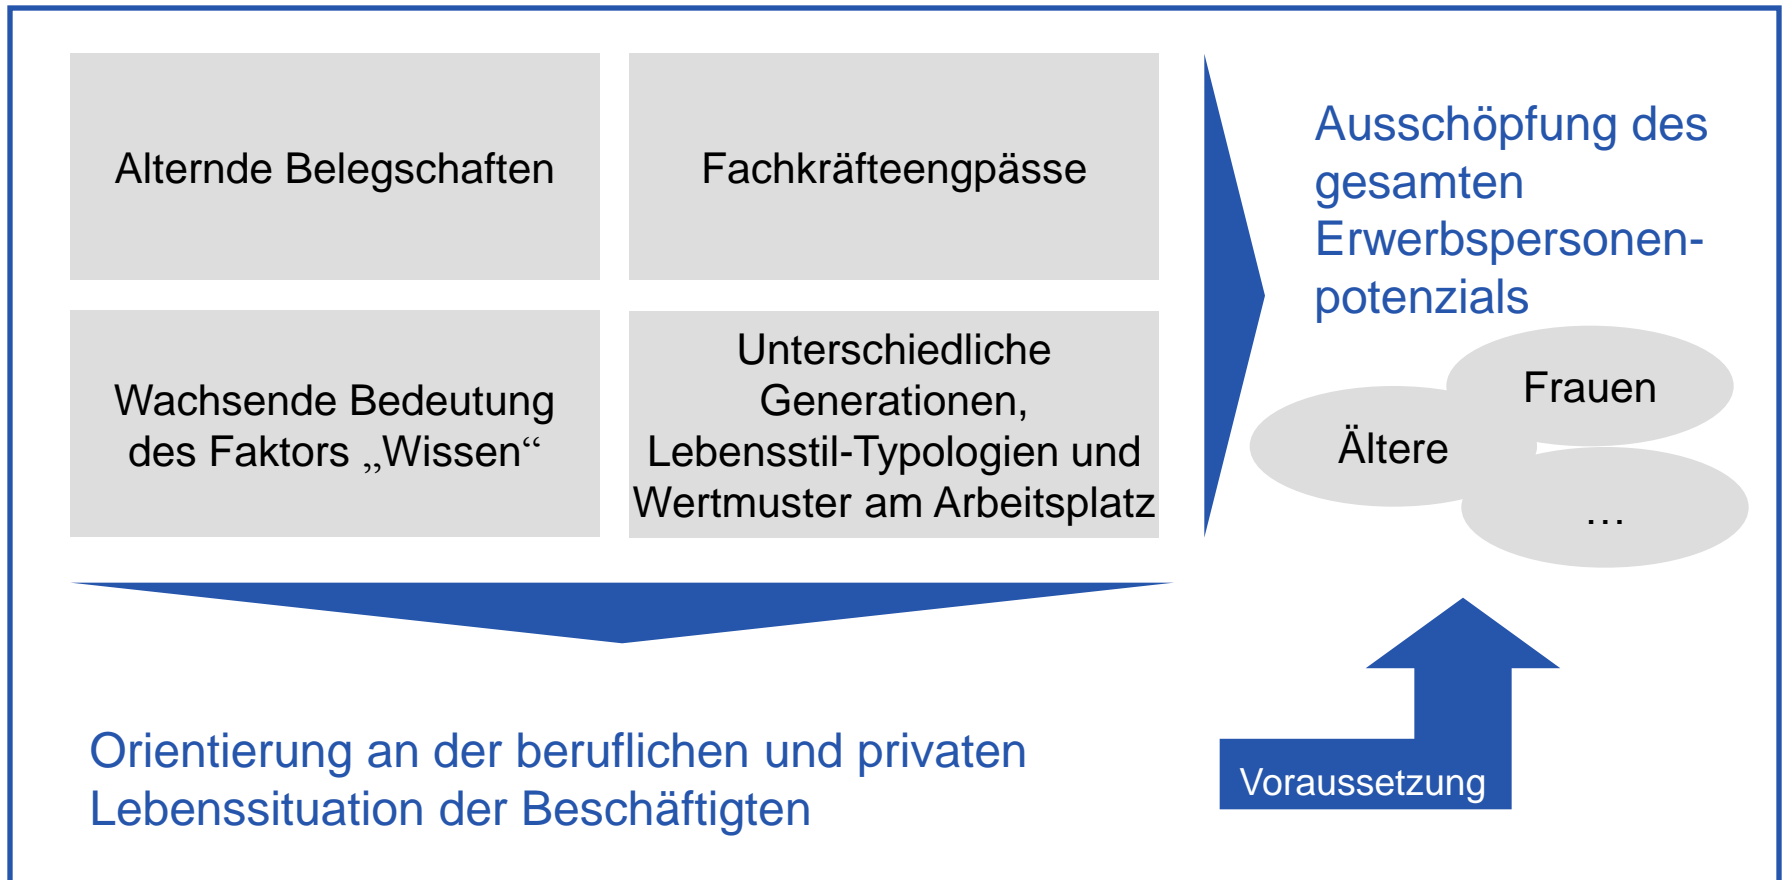 Alternde Belegschaften
Fachkräfteengpässe
Wachsende Bedeutung
des Faktors „Wissen“
Unterschiedliche
Generationen,
Lebensstil-Typologien und
Wertmuster am Arbeitsplatz
Ausschöpfung des
gesamten
Erwerbspersonen-
potenzials
Frauen
Ältere
…
Orientierung an der beruflichen und privaten
Lebenssituation der Beschäftigten
Voraussetzung